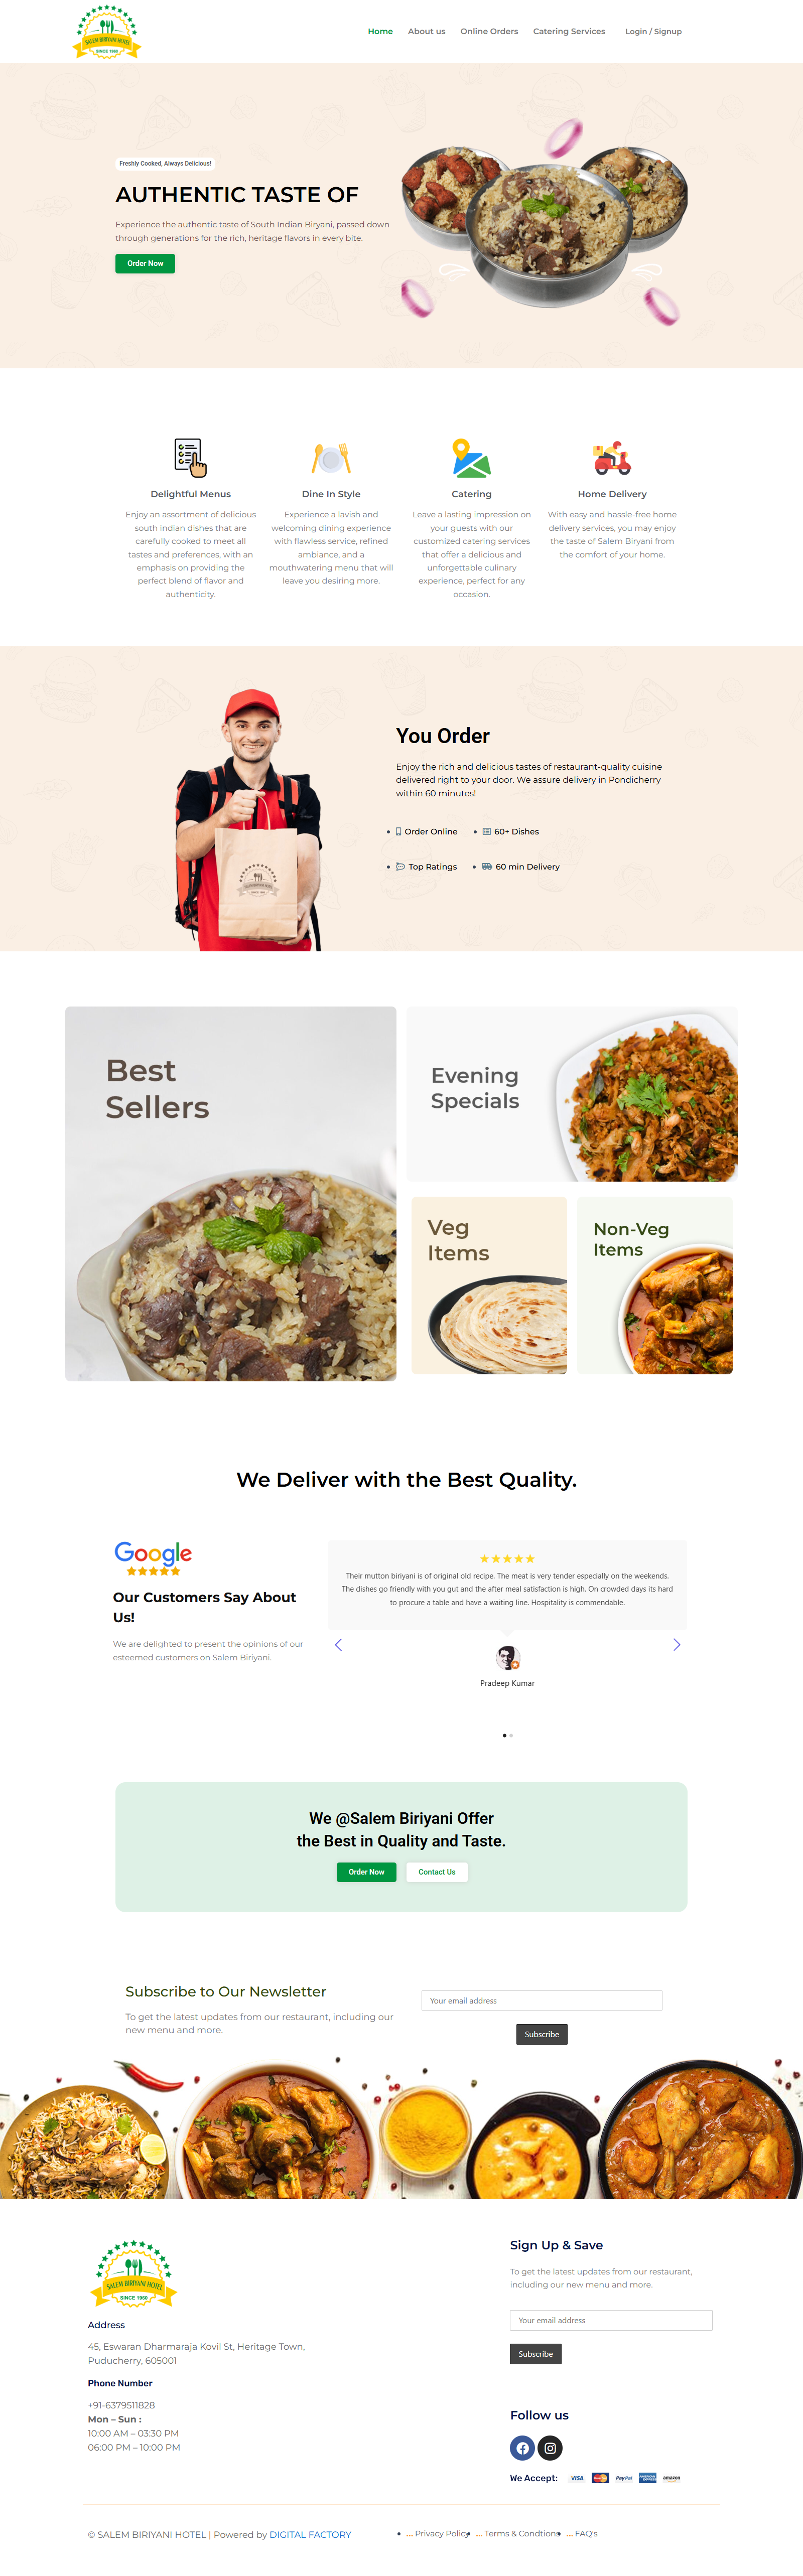 SALEM BIRIYANI HOTEL
SINCE 1980
Home About us Online Orders Catering Services Login / Signup
Freshly Cooked, Always Delicious!
AUTHENTIC TASTE OF
Experience the authentic taste of South Indian Biryani, passed down
through generations for the rich, heritage flavors in every bite.
Order Now
Delightful Menus
Enjoy an assortment of delicious
south indian dishes that are
carefully cooked to meet all
tastes and preferences, with an
emphasis on providing the
perfect blend of flavor and
authenticity.
Dine In Style
Experience a lavish and
welcoming dining experience
with flawless service, refined
ambiance, and a
mouthwatering menu that will
leave you desiring more.
Catering
Leave a lasting impression on
your guests with our
customized catering services
that offer a delicious and
unforgettable culinary
experience, perfect for any
occasion.
Home Delivery
With easy and hassle-free home
delivery services, you may enjoy
the taste of Salem Biryani from
the comfort of your home.
You Order
Enjoy the rich and delicious tastes of restaurant-quality cuisine
delivered right to your door. We assure delivery in Pondicherry
within 60 minutes!
Order Online
60+ Dishes
Top Ratings
60 min Delivery
Best
Sellers
Evening
Specials
Veg
Items
Non-Veg
Items
We Deliver with the Best Quality.
Google
Our Customers Say About
Us!
We are delighted to present the opinions of our
esteemed customers on Salem Biriyani.
Their mutton biriyani is of original old recipe. The meat is very tender especially on the weekends.
The dishes go friendly with you gut and the after meal satisfaction is high. On crowded days its hard
to procure a table and have a waiting line. Hospitality is commendable.
Pradeep Kumar
We @Salem Biriyani Offer
the Best in Quality and Taste.
Order Now
Contact Us
Subscribe to Our Newsletter
To get the latest updates from our restaurant, including our
new menu and more.
Your email address
Subscribe
SALEM BIRIYANI HOTEL
SINCE 1980
Address
45, Eswaran Dharmaraja Kovil St, Heritage Town,
Puducherry, 605001
Phone Number
+91-6379511828
Mon – Sun :
10:00 AM – 03:30 PM
06:00 PM – 10:00 PM
Sign Up & Save
To get the latest updates from our restaurant,
including our new menu and more.
Your email address
Subscribe
Follow us
We Accept: VISA MasterCard PayPal amazon
© SALEM BIRIYANI HOTEL | Powered by DIGITAL FACTORY
... Privacy Policy ... Terms & Condtions ... FAQ's